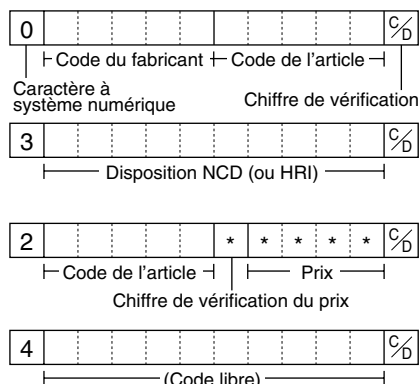 0 C/D
Code du fabricant Code de l'article
Caractère à
système numérique Chiffre de vérification
3 C/D
Disposition NCD (ou HRI)
2 * * * * * C/D
Code de l'article Prix
Chiffre de vérification du prix
4 C/D
(Code libre)